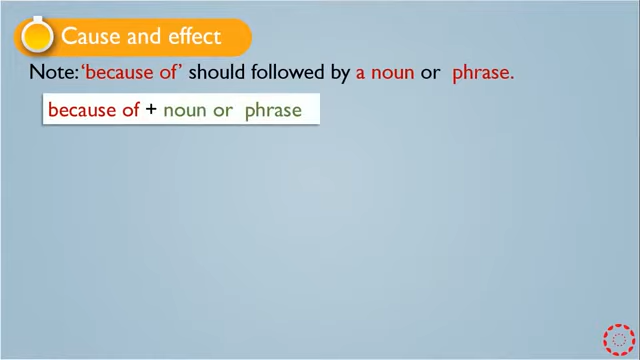 Cause and effect
Note: ‘because of’ should followed by a noun or phrase.
because of + noun or phrase